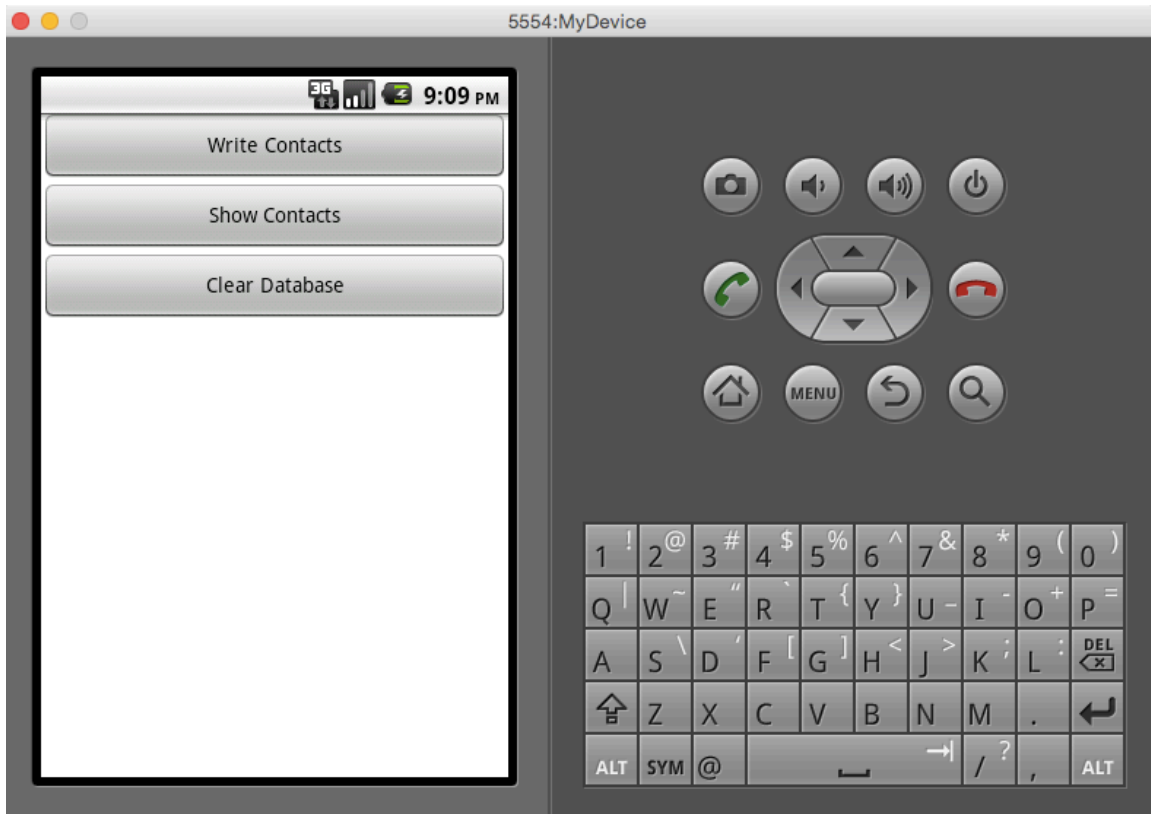 5554:MyDevice
3G 9:09 PM
Write Contacts
Show Contacts
Clear Database
MENU
1 ! 2 @ 3 # 4 $ 5 % 6 ^ 7 & 8 * 9 ( 0 )
Q | W ~ E “ R ` T { Y } U _ I - O + P =
A S \ D ‘ F [ G ] H < J > K ; L : DEL
Z X C V B N M .
ALT SYM @ / ? , ALT